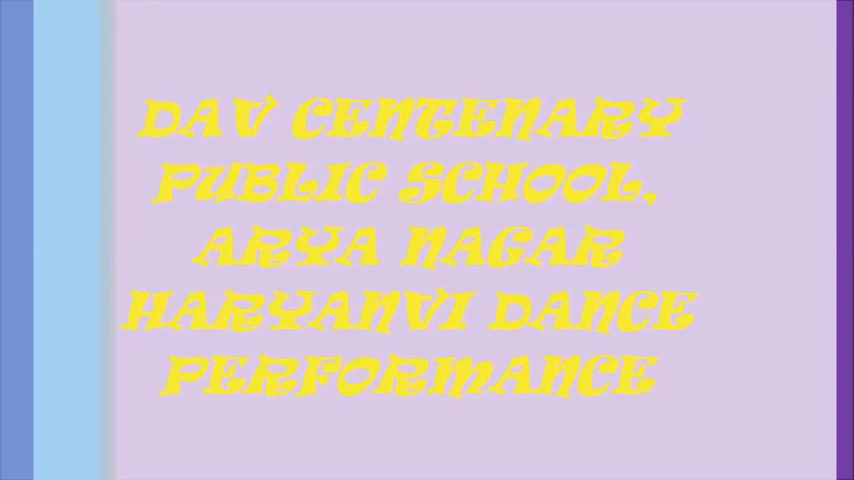 DAV CENTENARY
PUBLIC SCHOOL,
ARYA NAGAR
HARYANVI DANCE
PERFORMANCE